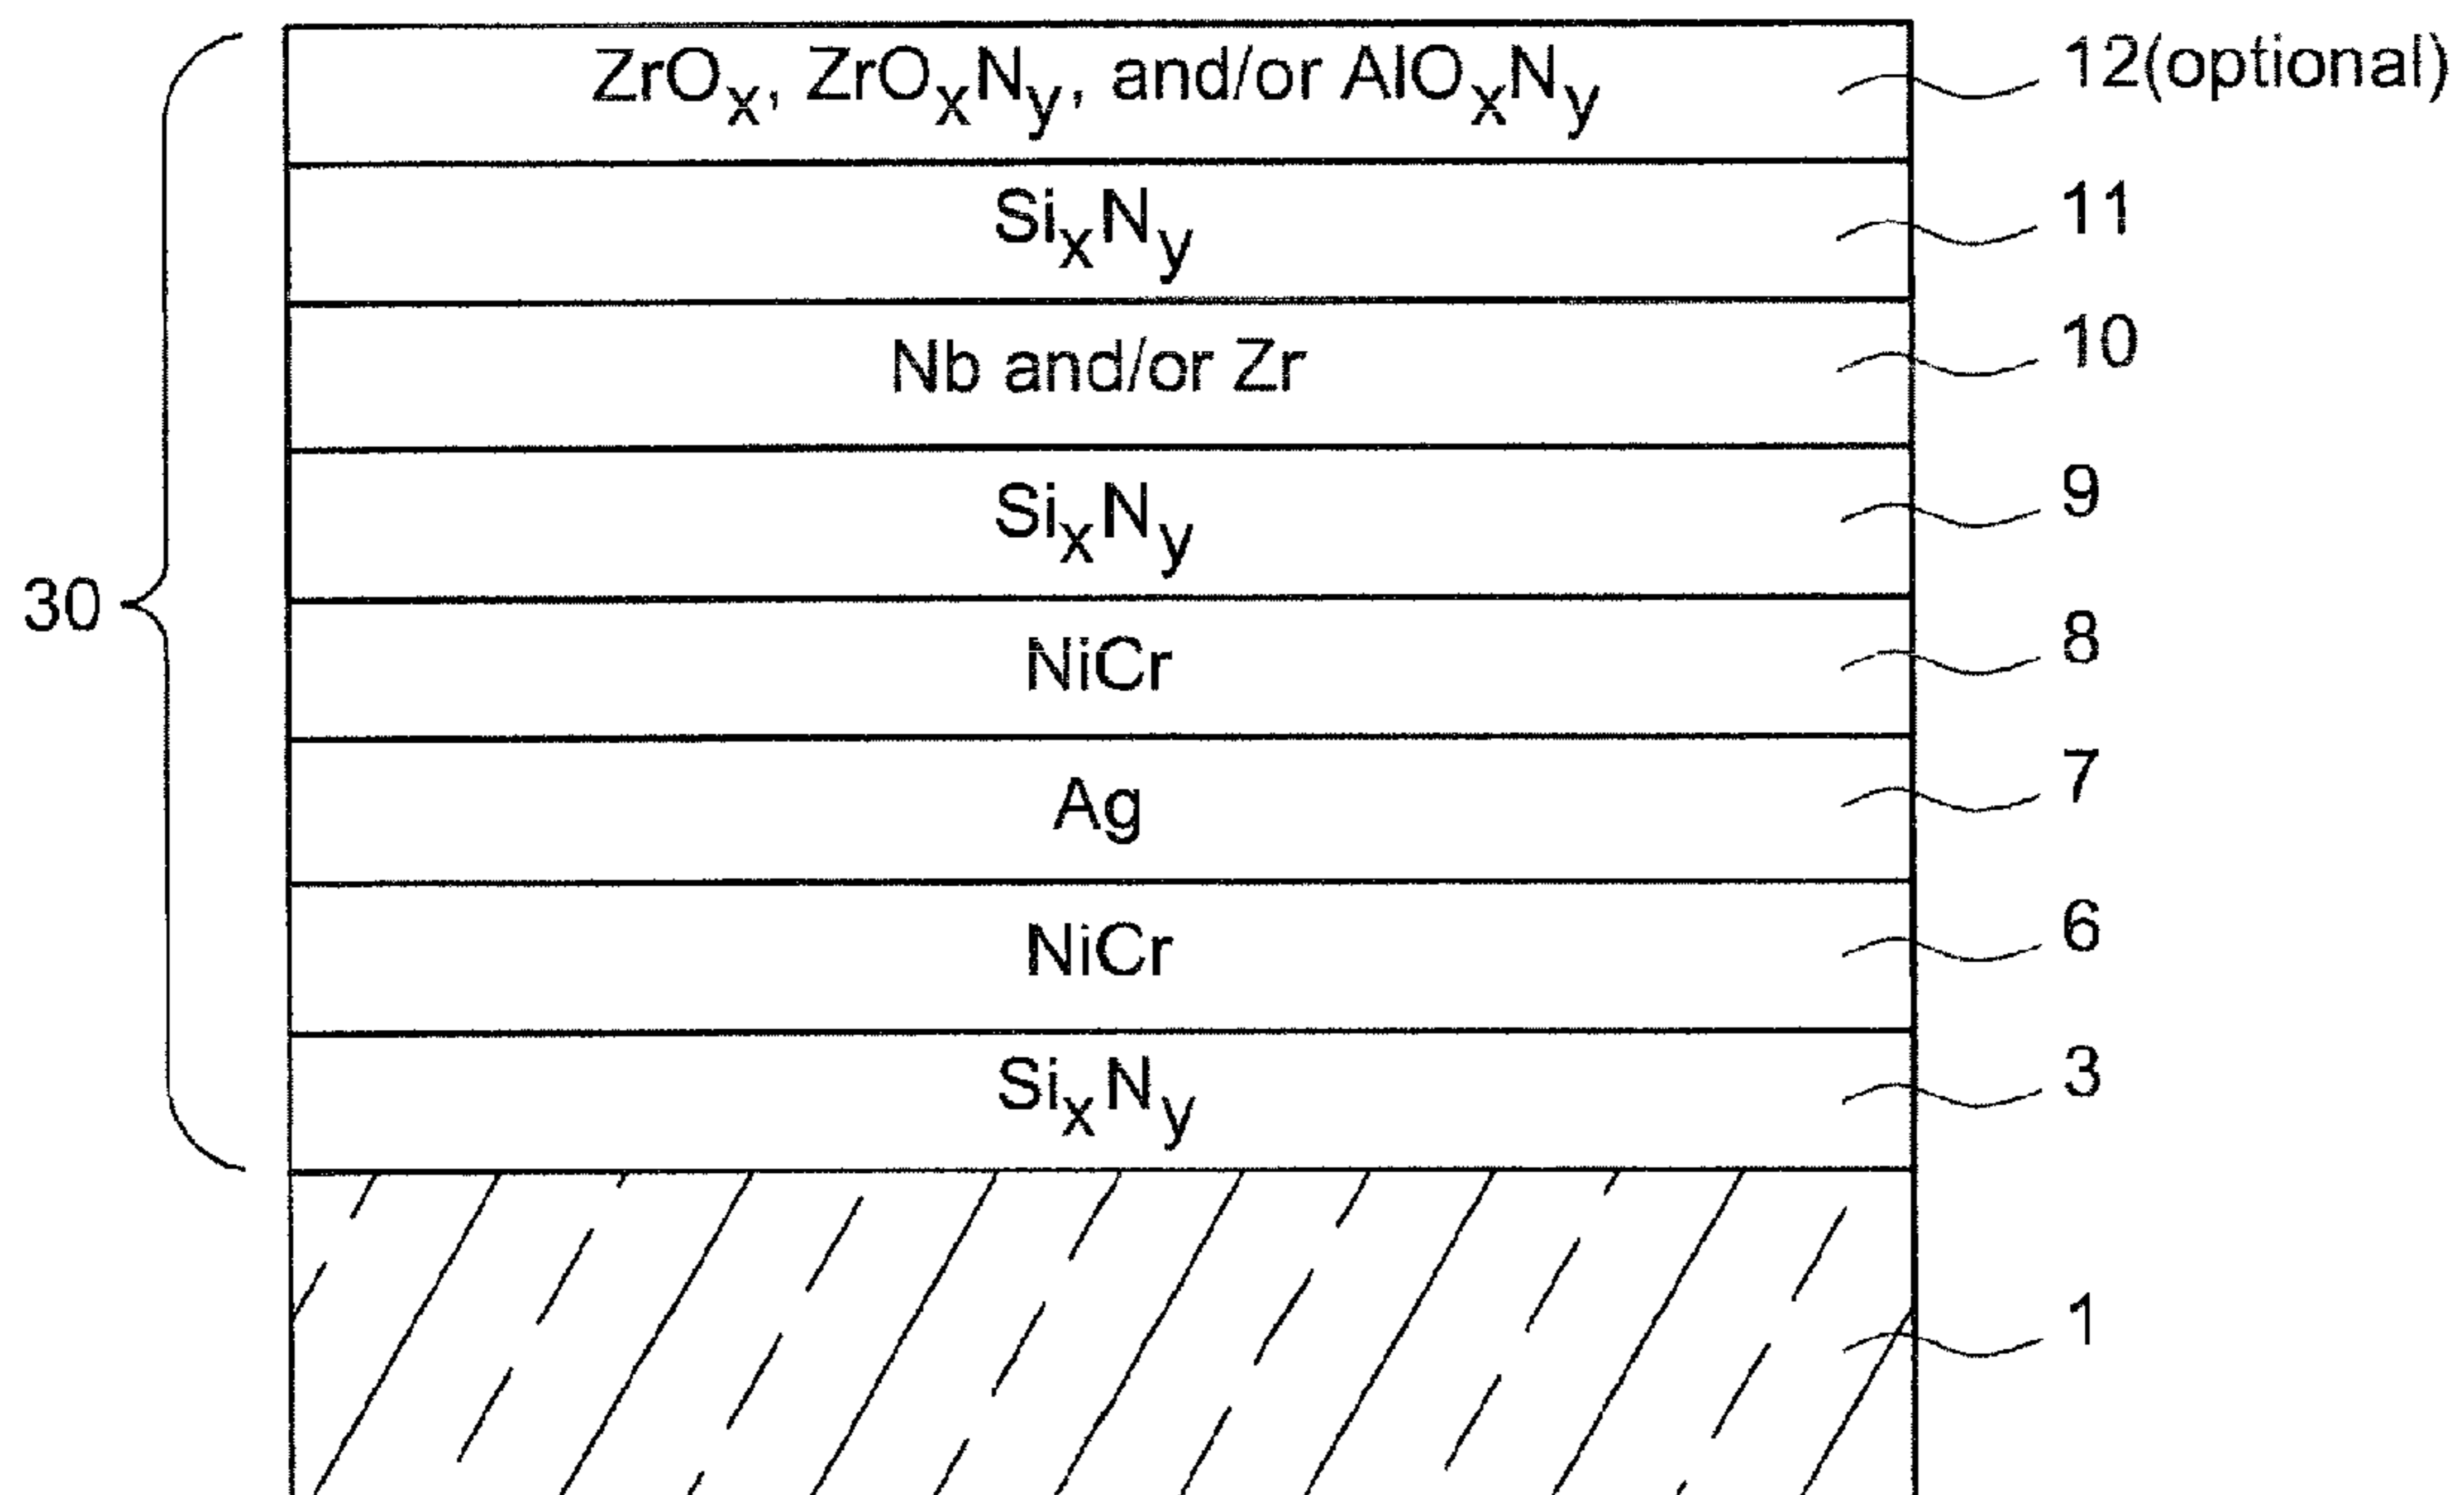 ZrOx, ZrOxNy, and/or AlOxNy 12(optional)
SixNy 11
Nb and/or Zr 10
SixNy 9
30
NiCr 8
Ag 7
NiCr 6
SixNy 3
1